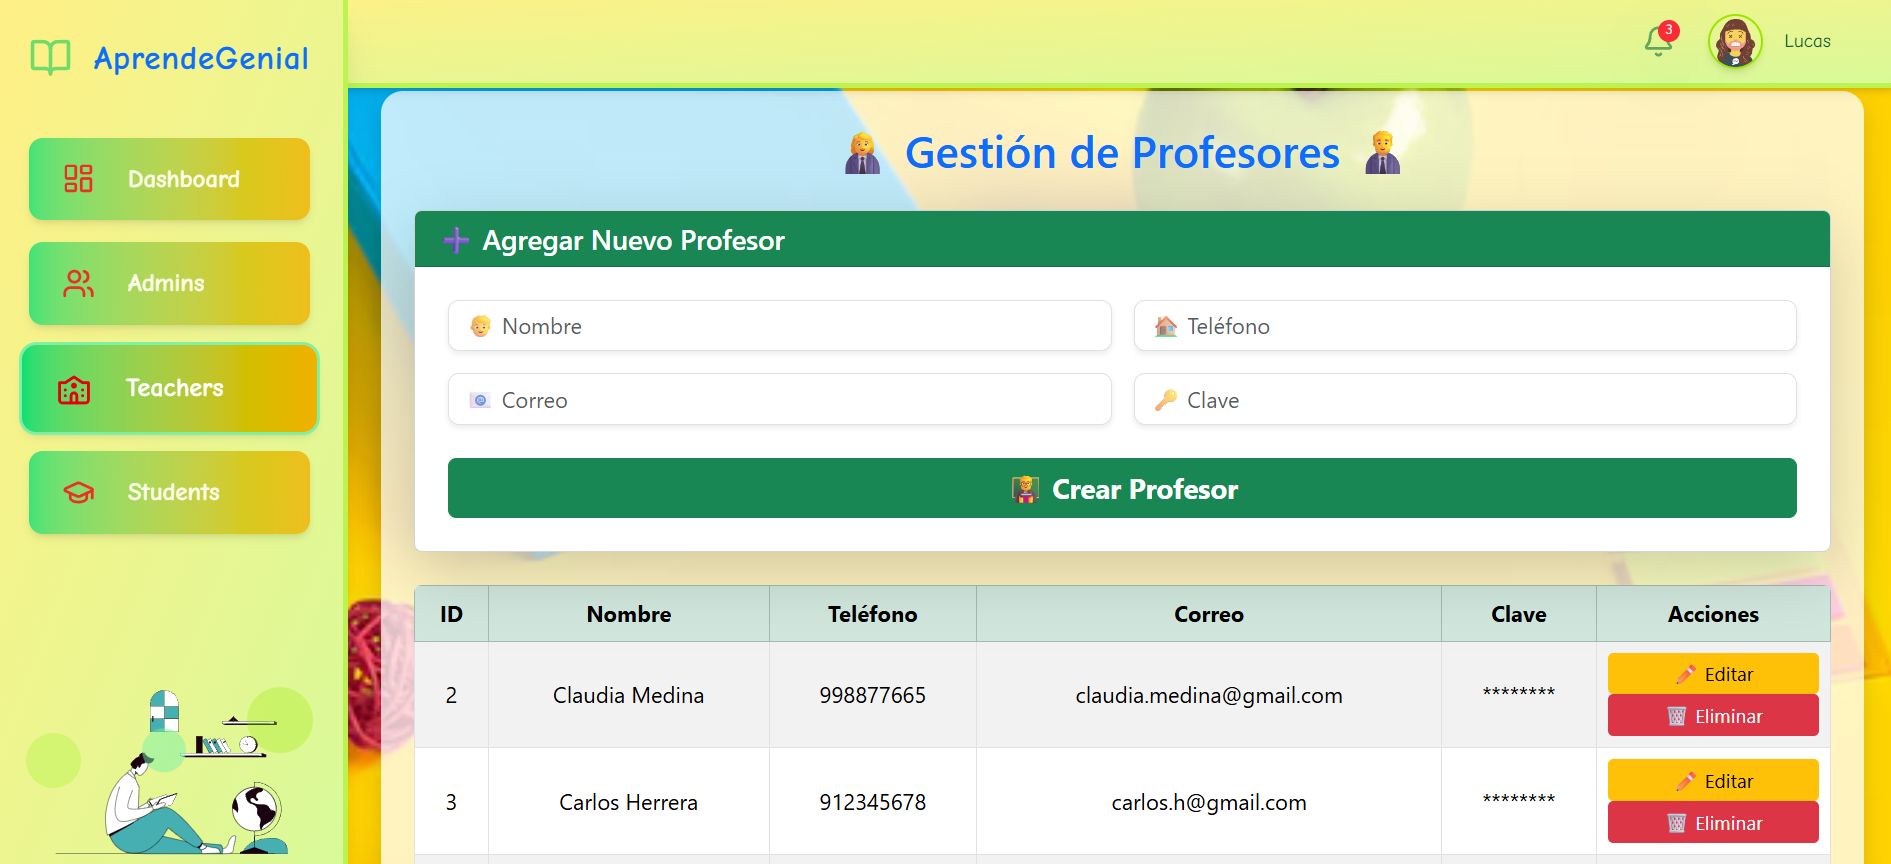 AprendeGenial
3
Lucas
Dashboard
Admins
Teachers
Students
Gestión de Profesores
Agregar Nuevo Profesor
Nombre
Teléfono
Correo
Clave
Crear Profesor
ID Nombre Teléfono Correo Clave Acciones
2 Claudia Medina 998877665 claudia.medina@gmail.com ******** Editar
Eliminar
3 Carlos Herrera 912345678 carlos.h@gmail.com ******** Editar
Eliminar